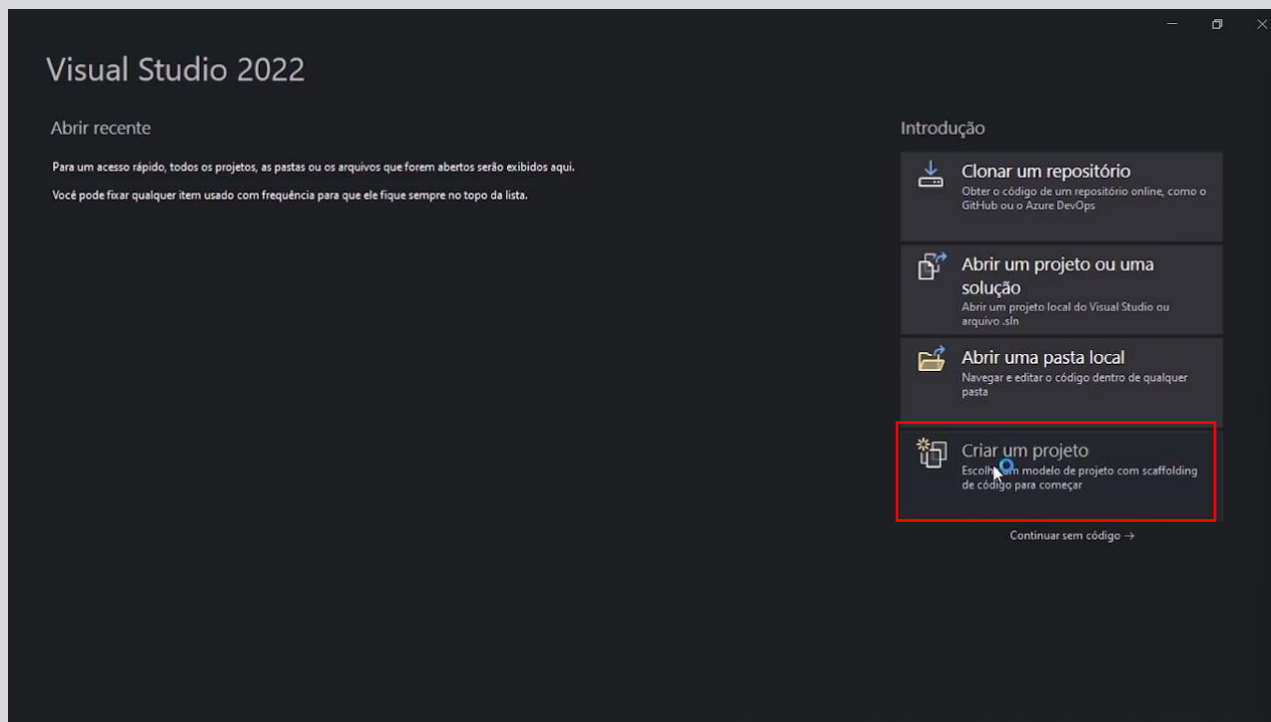 Visual Studio 2022
Abrir recente
Para um acesso rápido, todos os projetos, as pastas ou os arquivos que forem abertos serão exibidos aqui.
Você pode fixar qualquer item usado com frequência para que ele fique sempre no topo da lista.
Introdução
Clonar um repositório
Obter o código de um repositório online, como o
GitHub ou o Azure DevOps
Abrir um projeto ou uma
solução
Abrir um projeto local do Visual Studio ou
arquivo .sln
Abrir uma pasta local
Navegar e editar o código dentro de qualquer
pasta
Criar um projeto
Escolha um modelo de projeto com scaffolding
de código para começar
Continuar sem código →